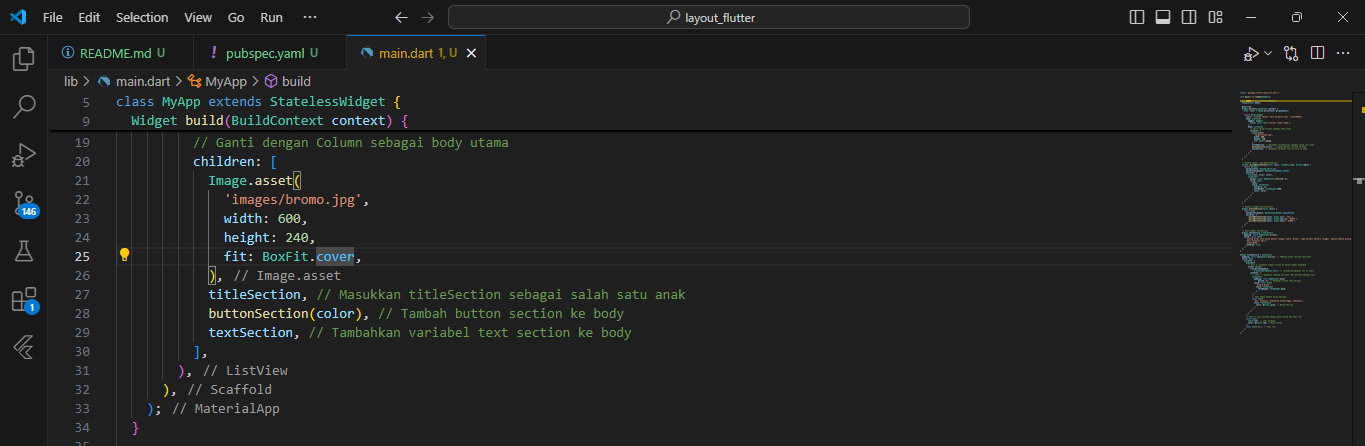 File Edit Selection View Go Run ··· layout_flutter
README.md U pubspec.yaml U main.dart 1, U
lib > main.dart > MyApp > build
5 class MyApp extends StatelessWidget {
9 Widget build(BuildContext context) {
19 // Ganti dengan Column sebagai body utama
20 children: [
21 Image.asset(
22 'images/bromo.jpg',
23 width: 600,
24 height: 240,
25 fit: BoxFit.cover,
26 ), // Image.asset
27 titleSection, // Masukkan titleSection sebagai salah satu anak
28 buttonSection(color), // Tambah button section ke body
29 textSection, // Tambahkan variabel text section ke body
30 ],
31 ), // ListView
32 ), // Scaffold
33 ); // MaterialApp
34 }
146
1